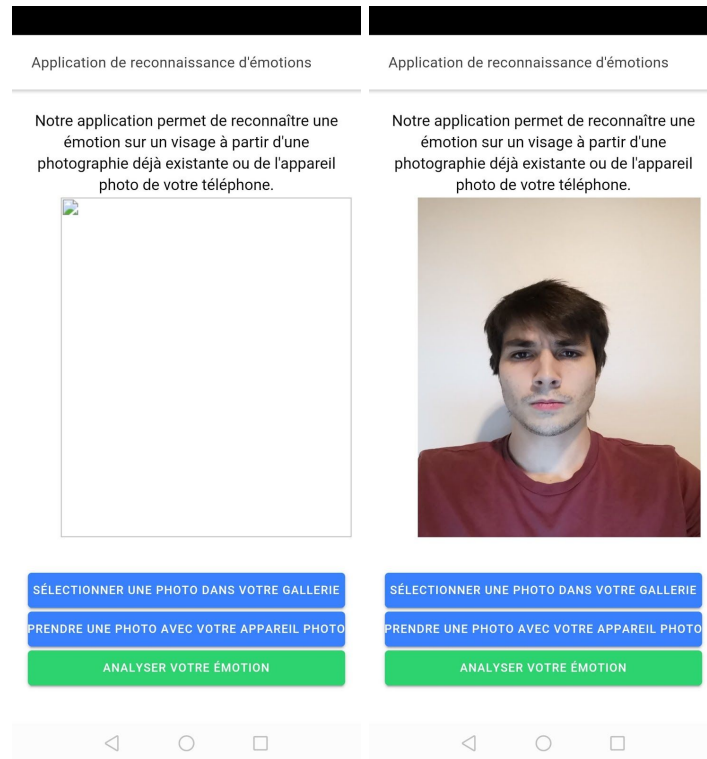 Application de reconnaissance d'émotions
Notre application permet de reconnaître une
émotion sur un visage à partir d'une
photographie déjà existante ou de l'appareil
photo de votre téléphone.
SÉLECTIONNER UNE PHOTO DANS VOTRE GALLERIE
PRENDRE UNE PHOTO AVEC VOTRE APPAREIL PHOTO
ANALYSER VOTRE ÉMOTION
Application de reconnaissance d'émotions
Notre application permet de reconnaître une
émotion sur un visage à partir d'une
photographie déjà existante ou de l'appareil
photo de votre téléphone.
SÉLECTIONNER UNE PHOTO DANS VOTRE GALLERIE
PRENDRE UNE PHOTO AVEC VOTRE APPAREIL PHOTO
ANALYSER VOTRE ÉMOTION